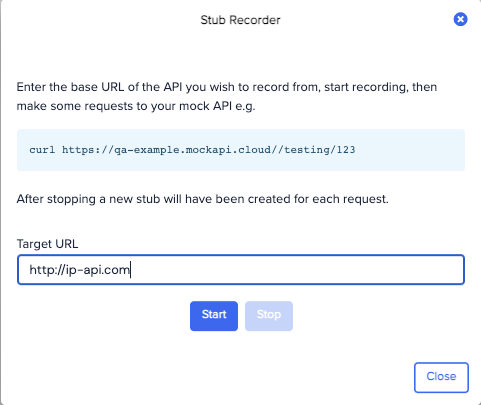 Stub Recorder
Enter the base URL of the API you wish to record from, start recording, then
make some requests to your mock API e.g.
curl https://qa-example.mockapi.cloud//testing/123
After stopping a new stub will have been created for each request.
Target URL
http://ip-api.com
Start Stop
Close